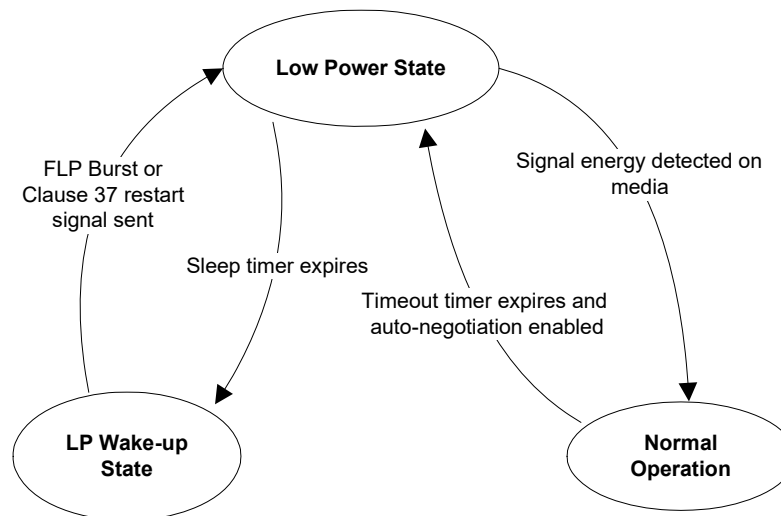 Low Power State
FLP Burst or
Clause 37 restart
signal sent
Signal energy detected on
media
Sleep timer expires
Timeout timer expires and
auto-negotiation enabled
LP Wake-up
State
Normal
Operation